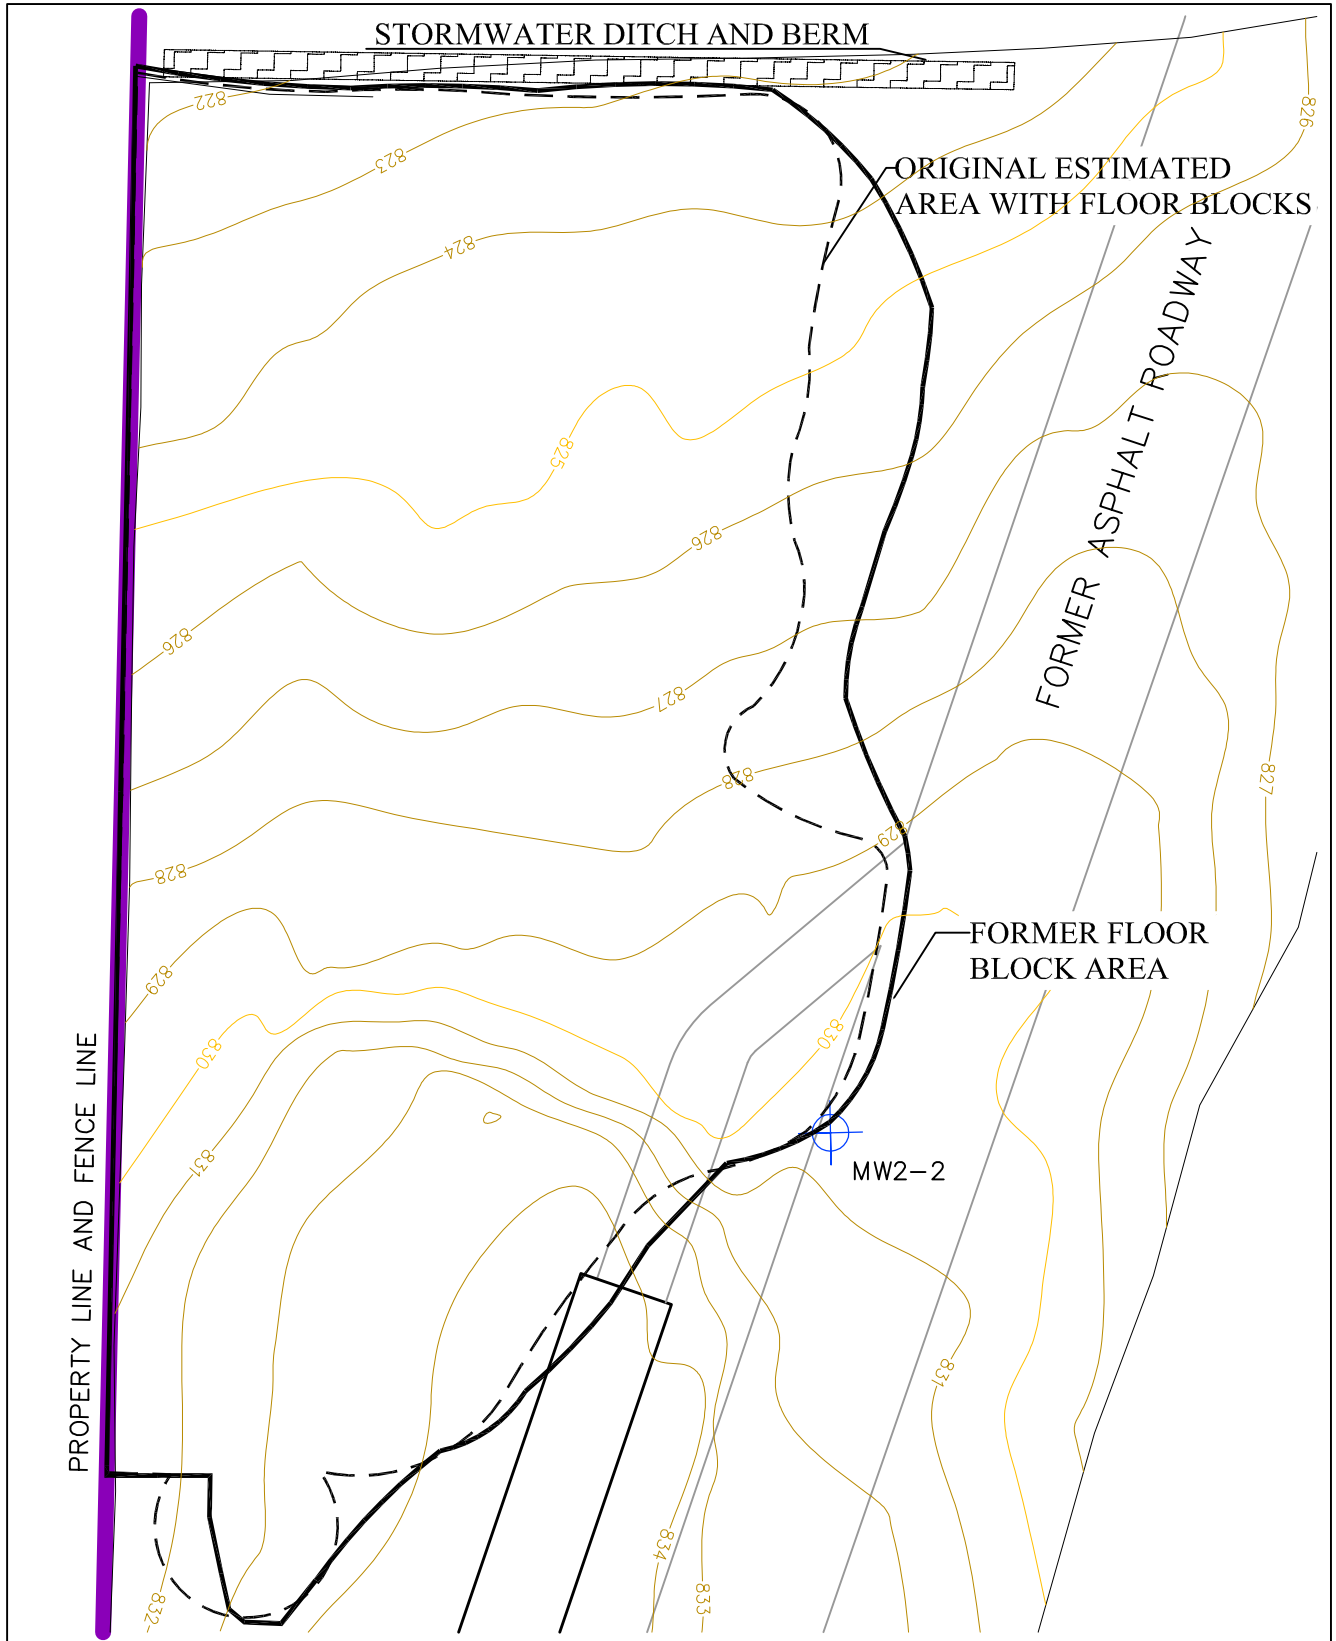 STORMWATER DITCH AND BERM
822
826
823
ORIGINAL ESTIMATED
AREA WITH FLOOR BLOCKS
824
825
826
826
FORMER ASPHALT ROADWAY
827
828
827
829
828
FORMER FLOOR
BLOCK AREA
829
830
830
831
MW2-2
PROPERTY LINE AND FENCE LINE
831
834
833
832